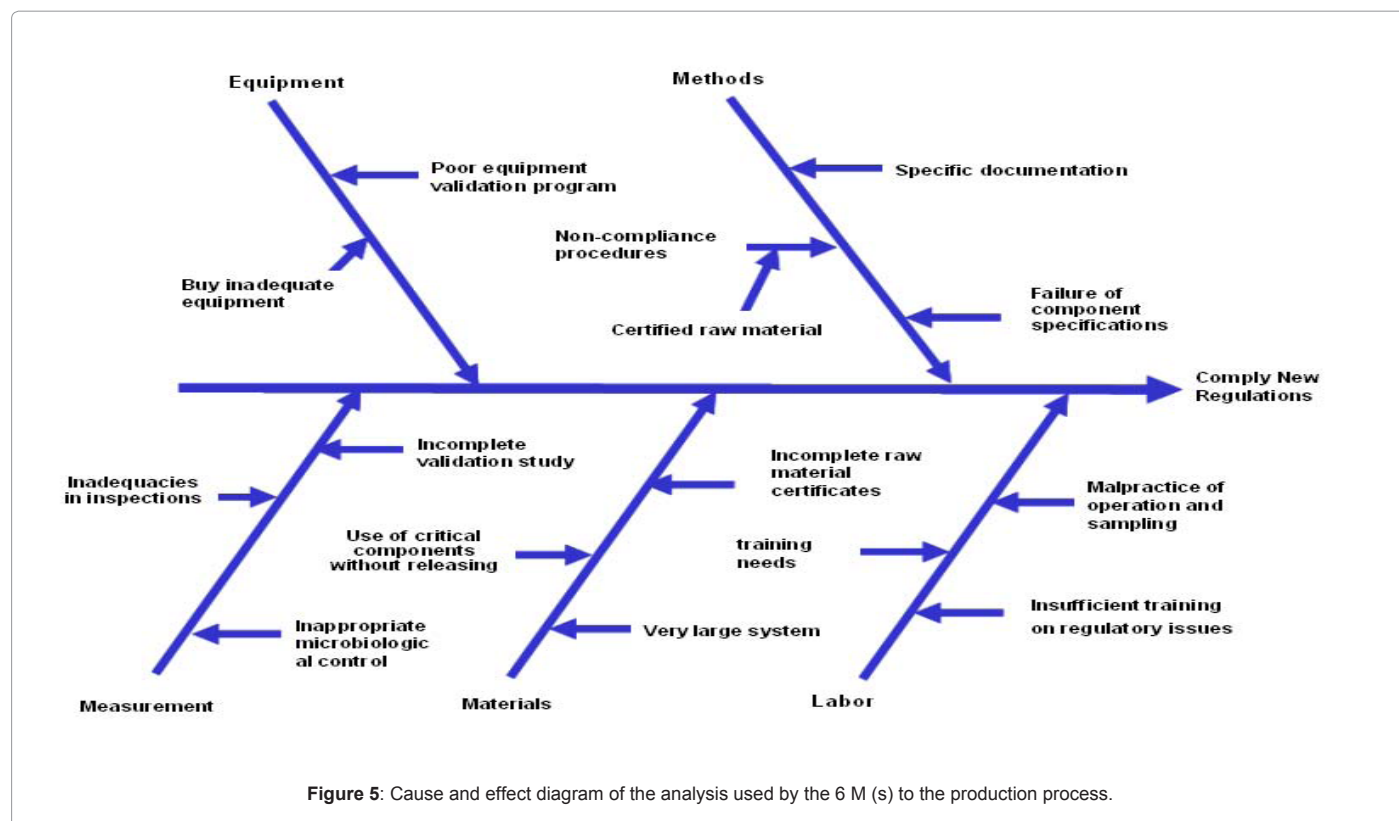 Equipment
Methods
Poor equipment
validation program
Specific documentation
Non-compliance
procedures
Buy inadequate
equipment
Certified raw material
Failure of
component
specifications
Comply New
Regulations
Incomplete
validation study
Inadequacies
in inspections
Incomplete raw
material
certificates
Malpractice of
operation and
sampling
Use of critical
components
without releasing
training
needs
Inappropriate
microbiologic
al control
Very large system
Insufficient training
on regulatory issues
Measurement
Materials
Labor
Figure 5: Cause and effect diagram of the analysis used by the 6 M (s) to the production process.